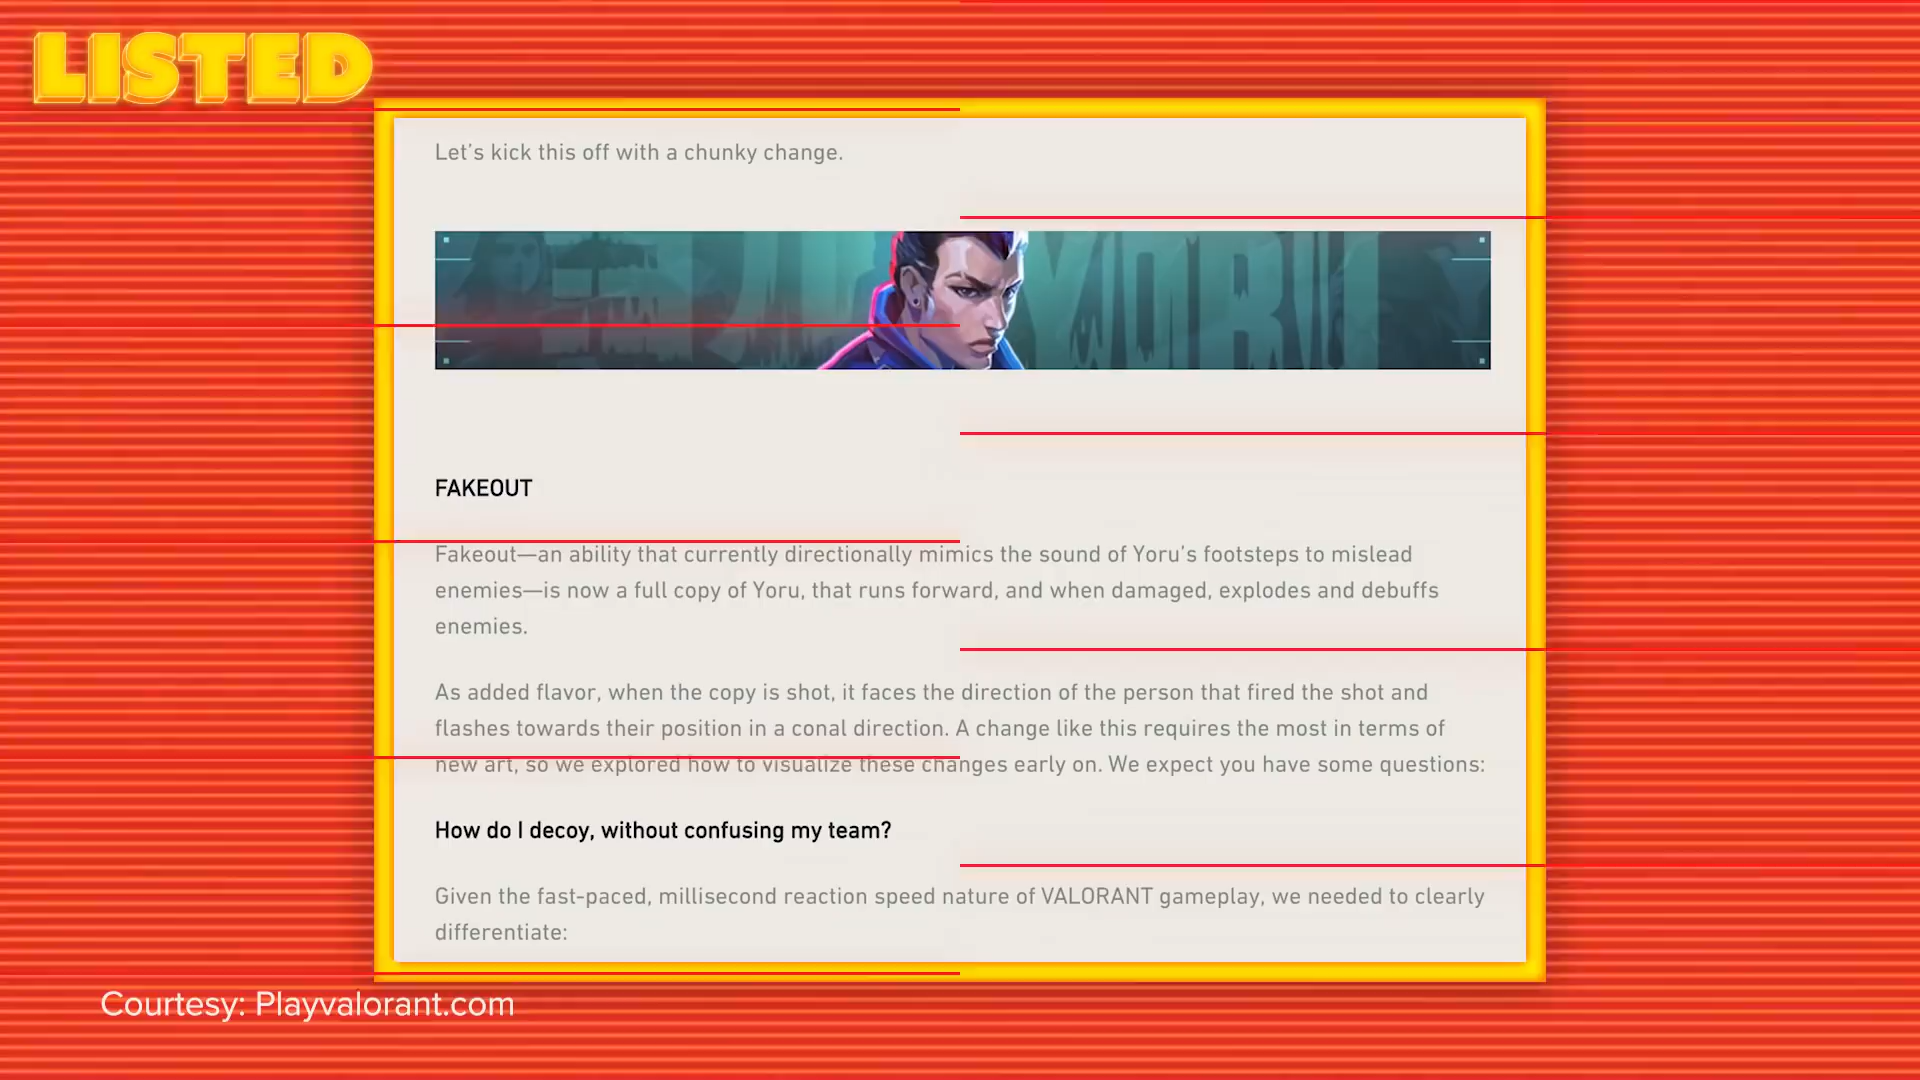 LISTED
Let's kick this off with a chunky change.
YORU
FAKEOUT
Fakeout—an ability that currently directionally mimics the sound of Yoru's footsteps to mislead
enemies—is now a full copy of Yoru, that runs forward, and when damaged, explodes and debuffs
enemies.
As added flavor, when the copy is shot, it faces the direction of the person that fired the shot and
flashes towards their position in a conal direction. A change like this requires the most in terms of
new art, so we explored how to visualize these changes early on. We expect you have some questions:
How do I decoy, without confusing my team?
Given the fast-paced, millisecond reaction speed nature of VALORANT gameplay, we needed to clearly
differentiate:
Courtesy: Playvalorant.com